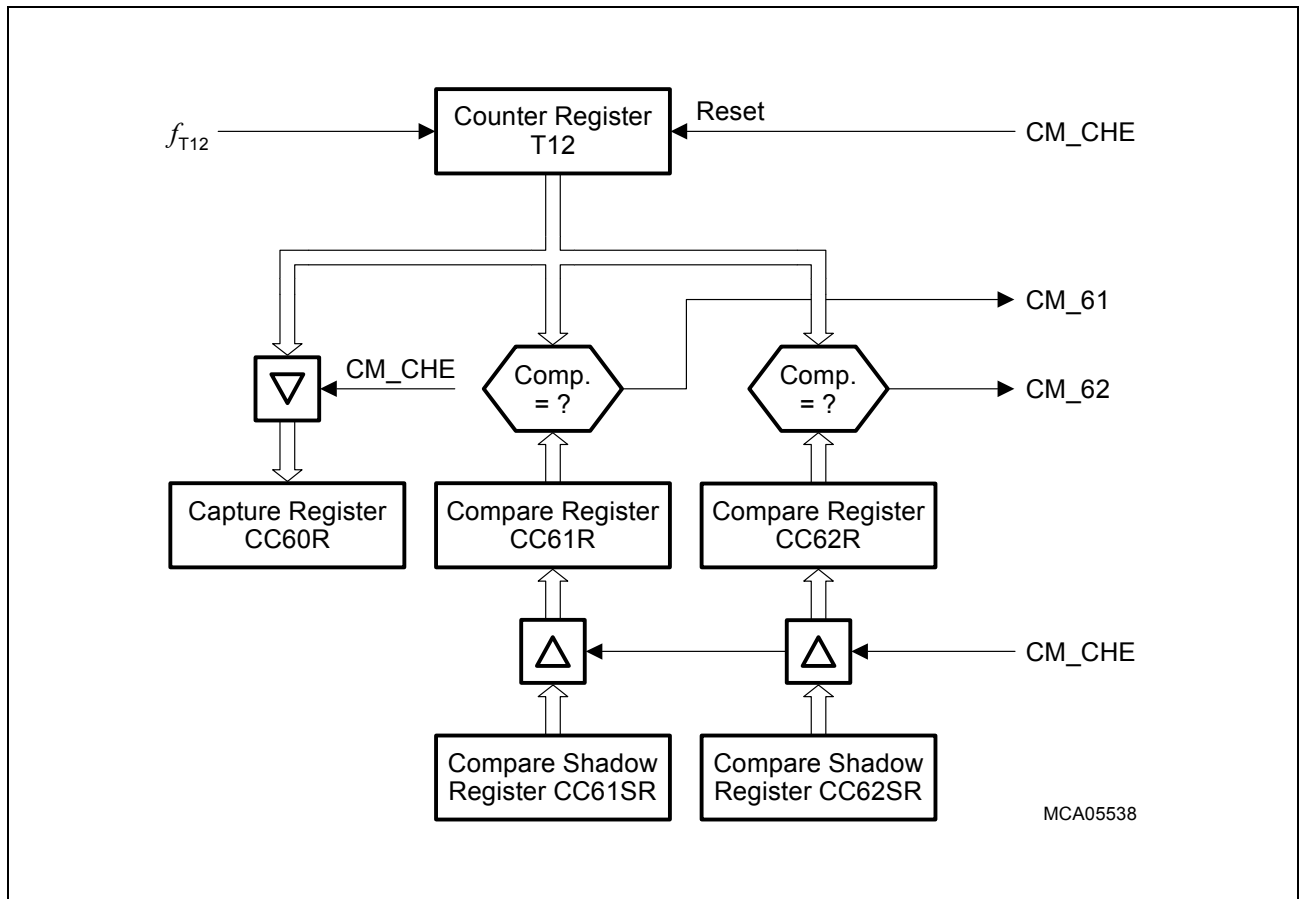 Counter Register
T12
Reset
f T12
CM_CHE
CM_61
CM_CHE
Comp.
= ?
Comp.
= ?
CM_62
Capture Register
CC60R
Compare Register
CC61R
Compare Register
CC62R
CM_CHE
Compare Shadow
Register CC61SR
Compare Shadow
Register CC62SR
MCA05538